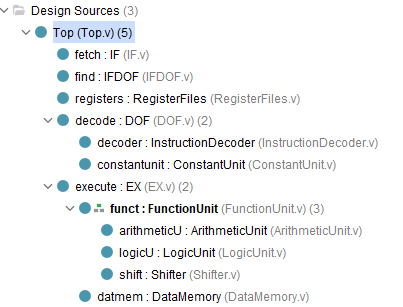 Design Sources (3)
Top (Top.v) (5)
fetch : IF (IF.v)
find : IFDOF (IFDOF.v)
registers : RegisterFiles (RegisterFiles.v)
decode : DOF (DOF.v) (2)
decoder : InstructionDecoder (InstructionDecoder.v)
constantunit : ConstantUnit (ConstantUnit.v)
execute : EX (EX.v) (2)
funct : FunctionUnit (FunctionUnit.v) (3)
arithmeticU : ArithmeticUnit (ArithmeticUnit.v)
logicU : LogicUnit (LogicUnit.v)
shift : Shifter (Shifter.v)
datmem : DataMemory (DataMemory.v)